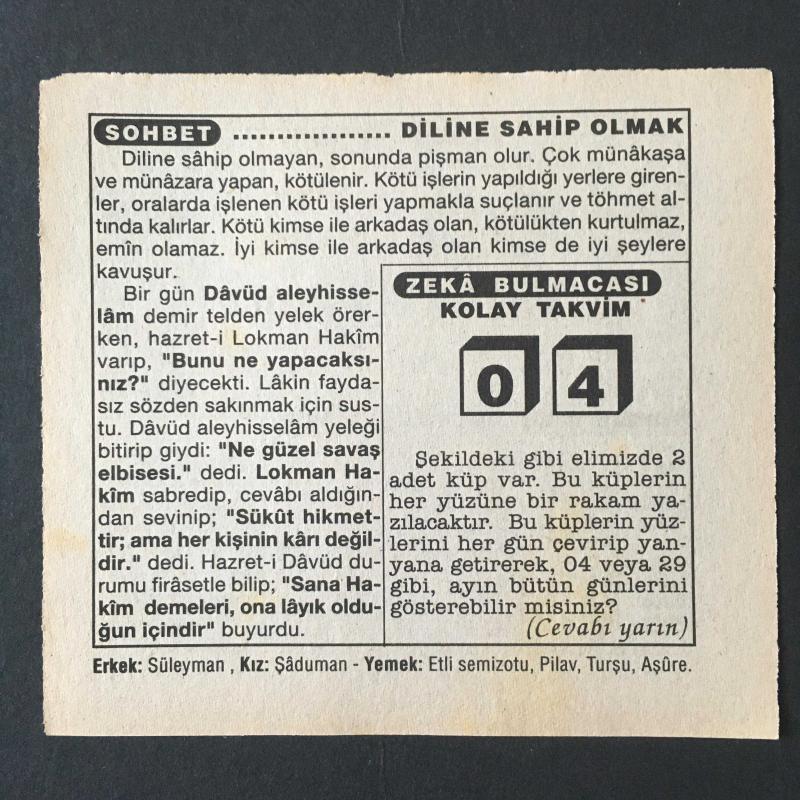 SOHBET .................. DİLİNE SAHİP OLMAK
Diline sâhip olmayan, sonunda pişman olur. Çok münâkaşa
ve münâzara yapan, kötülenir. Kötü işlerin yapıldığı yerlere giren-
ler, oralarda işlenen kötü işleri yapmakla suçlanır ve töhmet al-
tında kalırlar. Kötü kimse ile arkadaş olan, kötülükten kurtulmaz,
emîn olamaz. İyi kimse ile arkadaş olan kimse de iyi şeylere
kavuşur.
Bir gün Dâvüd aleyhisse-
lâm demir telden yelek örer-
ken, hazret-i Lokman Hakîm
varıp, "Bunu ne yapacaksı-
nız?" diyecekti. Lâkin fayda-
sız sözden sakınmak için sus-
tu. Dâvüd aleyhisselâm yeleği
bitirip giydi: "Ne güzel savaş
elbisesi." dedi. Lokman Ha-
kîm sabredip, cevâbı aldığın-
dan sevinip; "Sükût hikmet-
tir; ama her kişinin kârı değil-
dir." dedi. Hazret-i Dâvüd du-
rumu firâsetle bilip; "Sana Ha-
kîm demeleri, ona lâyık oldu-
ğun içindir" buyurdu.
ZEKÂ BULMACASI
KOLAY TAKVİM
0 4
Şekildeki gibi elimizde 2
adet küp var. Bu küplerin
her yüzüne bir rakam ya-
zılacaktır. Bu küplerin yüz-
lerini her gün çevirip yan-
yana getirerek, 04 veya 29
gibi, ayın bütün günlerini
gösterebilir misiniz?
(Cevabı yarın)
Erkek: Süleyman , Kız: Şâduman - Yemek: Etli semizotu, Pilav, Turşu, Aşûre.